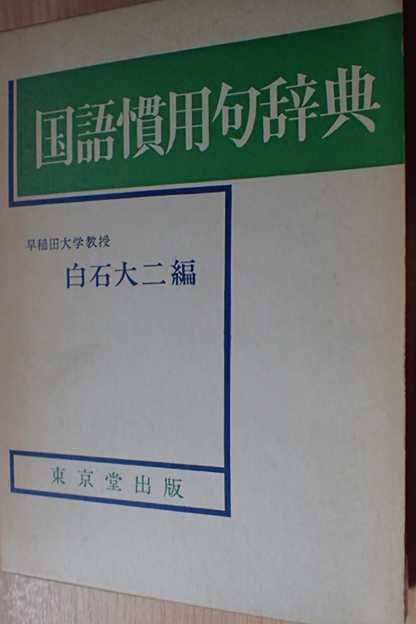 国語慣用句辞典
早稲田大学教授
白石大二編
東京堂出版